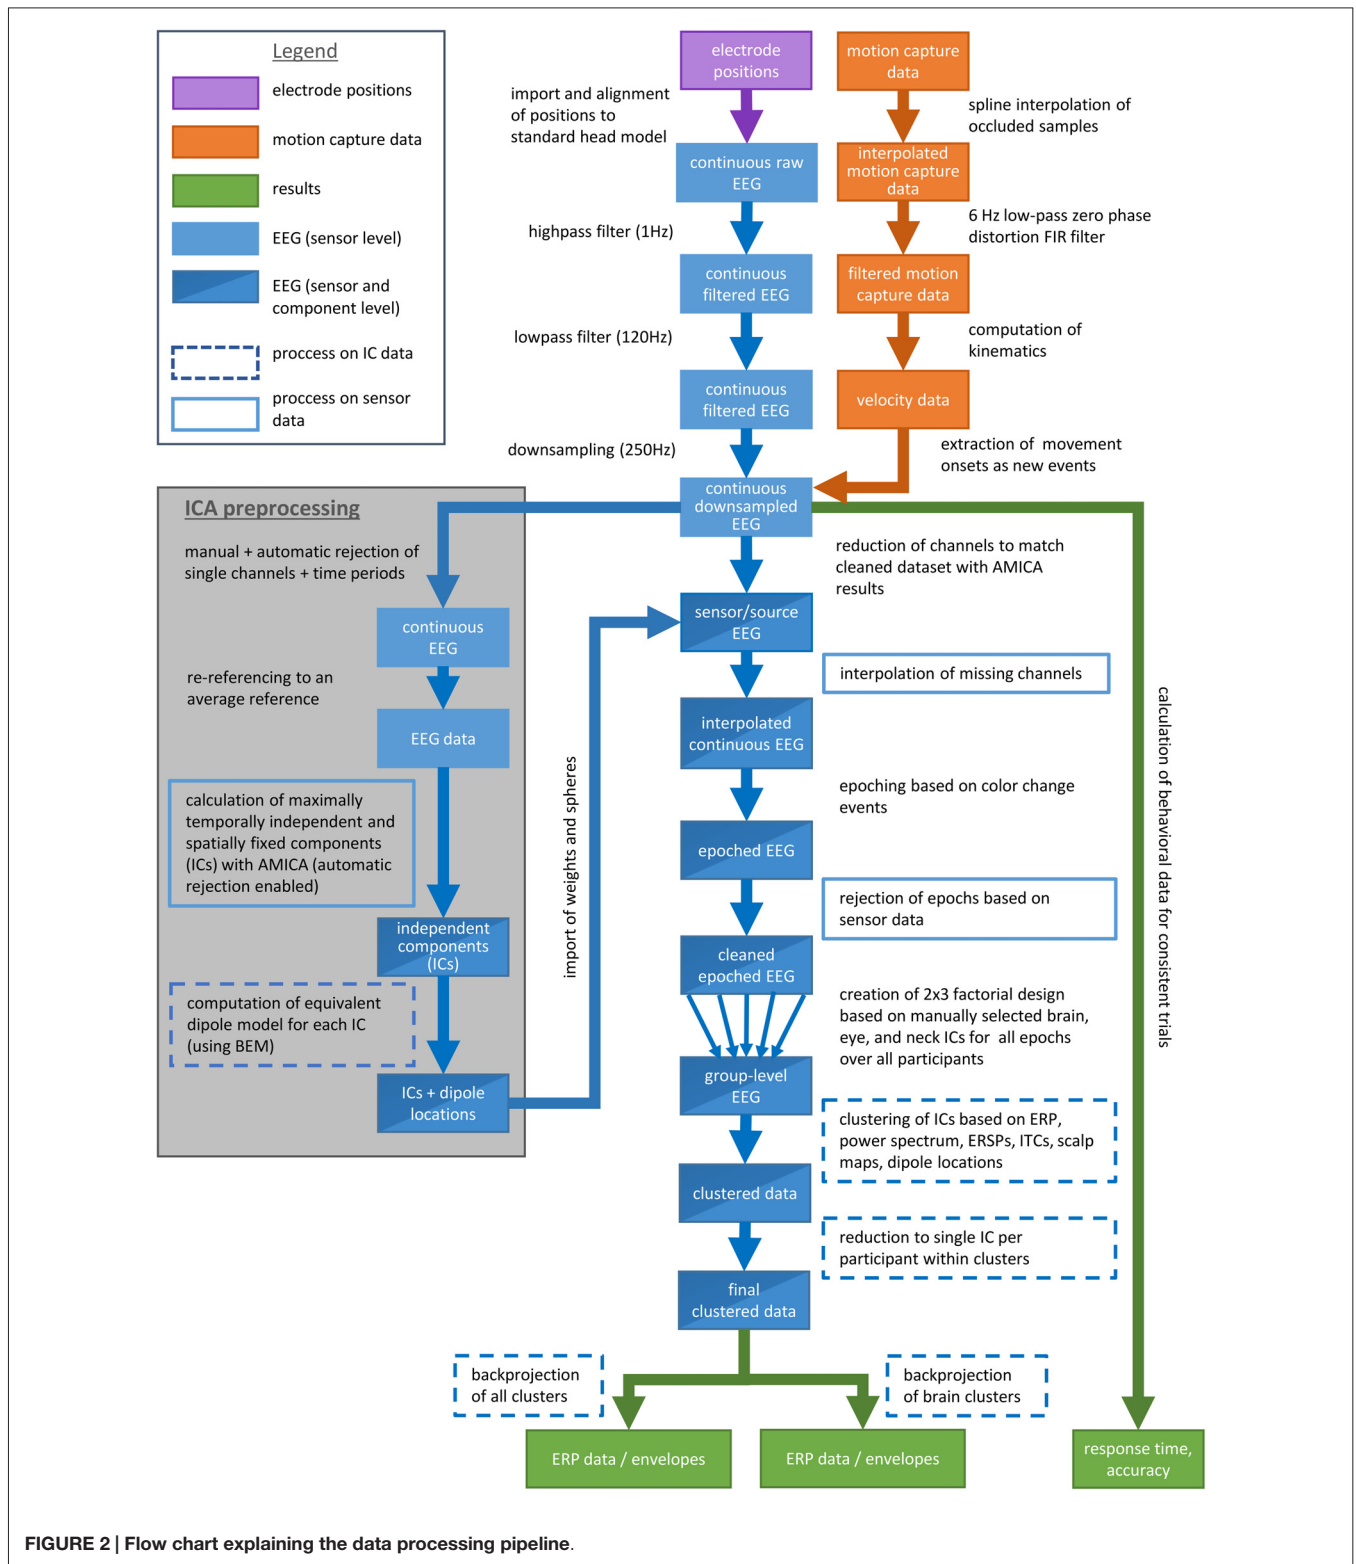 Legend
electrode positions
motion capture data
results
EEG (sensor level)
EEG (sensor and
component level)
proccess on IC data
proccess on sensor
data
electrode
positions
motion capture
data
import and alignment
of positions to
standard head model
spline interpolation of
occluded samples
continuous raw
EEG
interpolated
motion capture
data
highpass filter (1Hz)
6 Hz low-pass zero phase
distortion FIR filter
continuous
filtered EEG
filtered motion
capture data
lowpass filter (120Hz)
computation of
kinematics
continuous
filtered EEG
velocity data
downsampling (250Hz)
extraction of movement
onsets as new events
continuous
downsampled
EEG
ICA preprocessing
manual + automatic rejection of
single channels + time periods
continuous
EEG
re-referencing to an
average reference
EEG data
calculation of maximally
temporally independent and
spatially fixed components
(ICs) with AMICA (automatic
rejection enabled)
independent
components
(ICs)
computation of equivalent
dipole model for each IC
(using BEM)
ICs + dipole
locations
import of weights and spheres
reduction of channels to match
cleaned dataset with AMICA
results
sensor/source
EEG
interpolation of missing channels
interpolated
continuous EEG
epoching based on color change
events
epoched EEG
rejection of epochs based on
sensor data
cleaned
epoched EEG
creation of 2x3 factorial design
based on manually selected brain,
eye, and neck ICs for all epochs
over all participants
group-level
EEG
clustering of ICs based on ERP,
power spectrum, ERSPs, ITCs, scalp
maps, dipole locations
clustered data
reduction to single IC per
participant within clusters
final
clustered data
calculation of behavioral data for consistent trials
backprojection
of all clusters
backprojection
of brain clusters
ERP data / envelopes
ERP data / envelopes
response time,
accuracy
FIGURE 2 | Flow chart explaining the data processing pipeline.